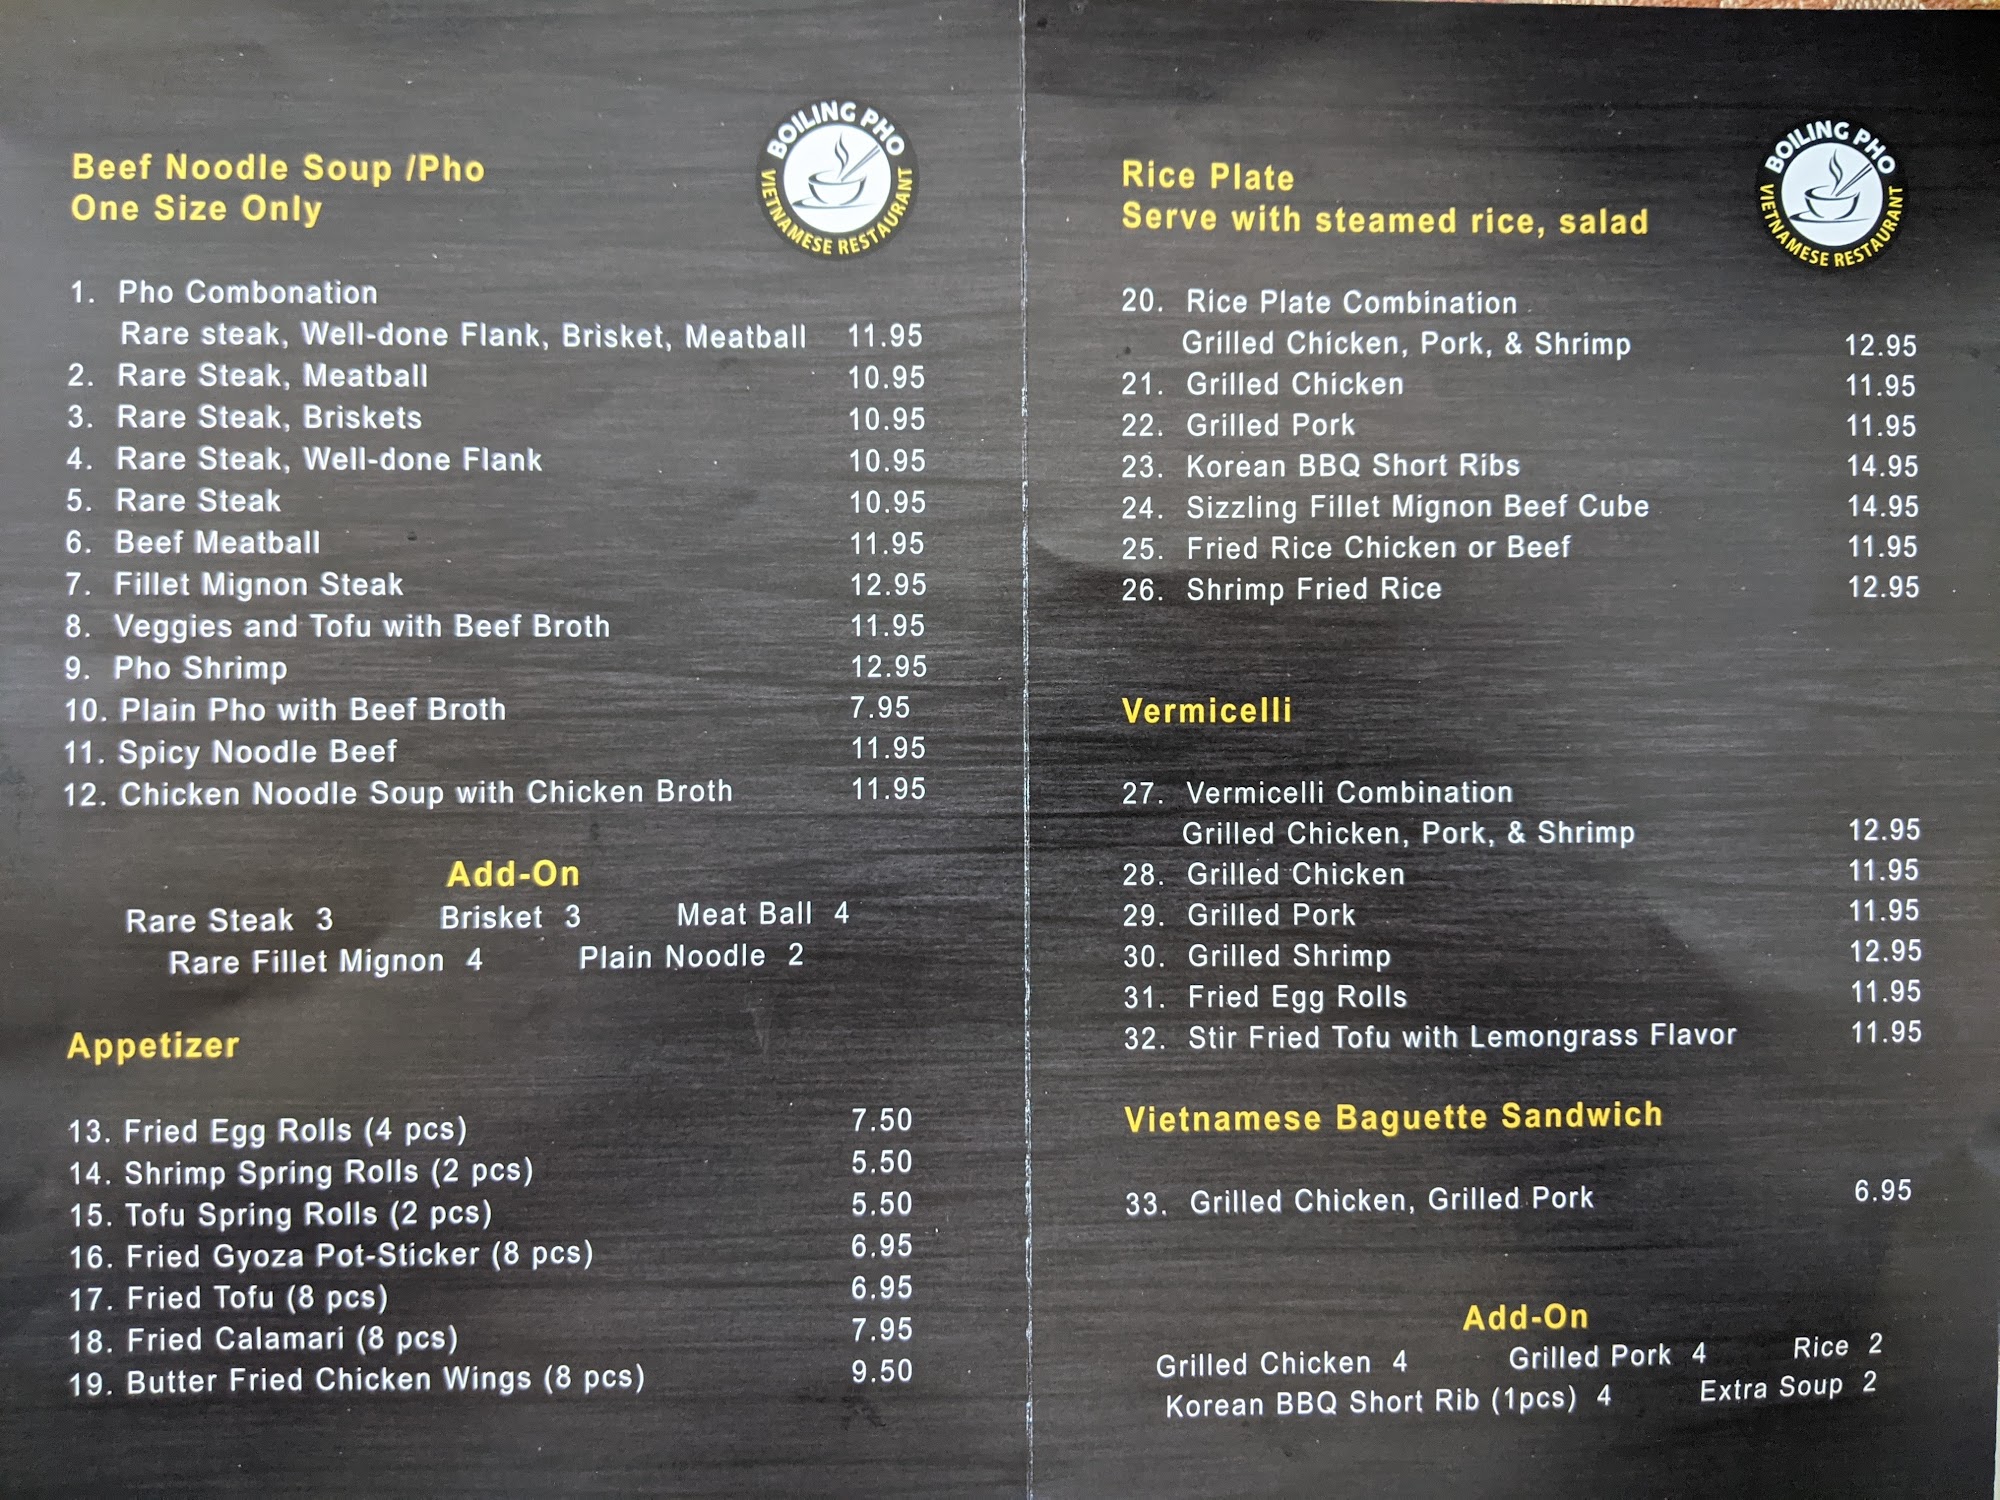 BOILING PHO
VIETNAMESE RESTAURANT
Beef Noodle Soup /Pho
One Size Only
1. Pho Combonation
Rare steak, Well-done Flank, Brisket, Meatball 11.95
2. Rare Steak, Meatball 10.95
3. Rare Steak, Briskets 10.95
4. Rare Steak, Well-done Flank 10.95
5. Rare Steak 10.95
6. Beef Meatball 11.95
7. Fillet Mignon Steak 12.95
8. Veggies and Tofu with Beef Broth 11.95
9. Pho Shrimp 12.95
10. Plain Pho with Beef Broth 7.95
11. Spicy Noodle Beef 11.95
12. Chicken Noodle Soup with Chicken Broth 11.95
Add-On
Rare Steak 3 Brisket 3 Meat Ball 4
Rare Fillet Mignon 4 Plain Noodle 2
Appetizer
13. Fried Egg Rolls (4 pcs) 7.50
14. Shrimp Spring Rolls (2 pcs) 5.50
15. Tofu Spring Rolls (2 pcs) 5.50
16. Fried Gyoza Pot-Sticker (8 pcs) 6.95
17. Fried Tofu (8 pcs) 6.95
18. Fried Calamari (8 pcs) 7.95
19. Butter Fried Chicken Wings (8 pcs) 9.50
BOILING PHO
VIETNAMESE RESTAURANT
Rice Plate
Serve with steamed rice, salad
20. Rice Plate Combination
Grilled Chicken, Pork, & Shrimp 12.95
21. Grilled Chicken 11.95
22. Grilled Pork 11.95
23. Korean BBQ Short Ribs 14.95
24. Sizzling Fillet Mignon Beef Cube 14.95
25. Fried Rice Chicken or Beef 11.95
26. Shrimp Fried Rice 12.95
Vermicelli
27. Vermicelli Combination
Grilled Chicken, Pork, & Shrimp 12.95
28. Grilled Chicken 11.95
29. Grilled Pork 11.95
30. Grilled Shrimp 12.95
31. Fried Egg Rolls 11.95
32. Stir Fried Tofu with Lemongrass Flavor 11.95
Vietnamese Baguette Sandwich
33. Grilled Chicken, Grilled Pork 6.95
Add-On
Grilled Chicken 4 Grilled Pork 4 Rice 2
Korean BBQ Short Rib (1pcs) 4 Extra Soup 2